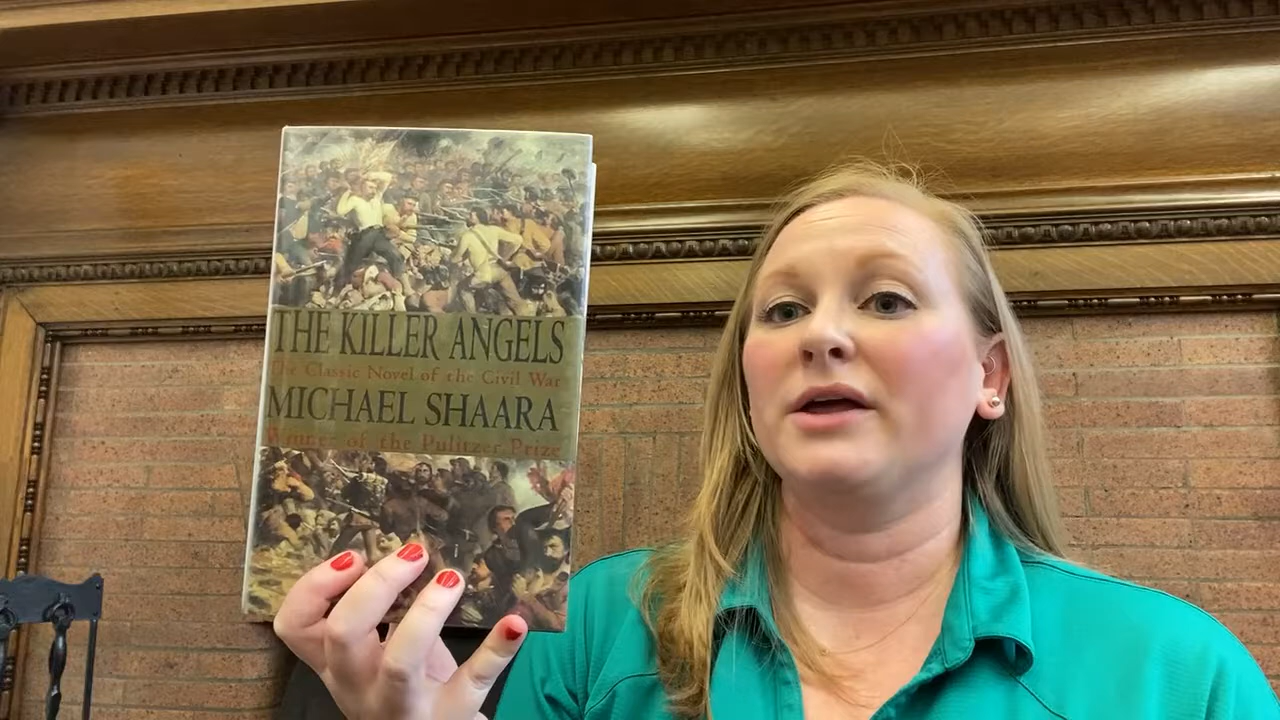 THE KILLER ANGELS
The Classic Novel of the Civil War
MICHAEL SHAARA
Winner of the Pulitzer Prize